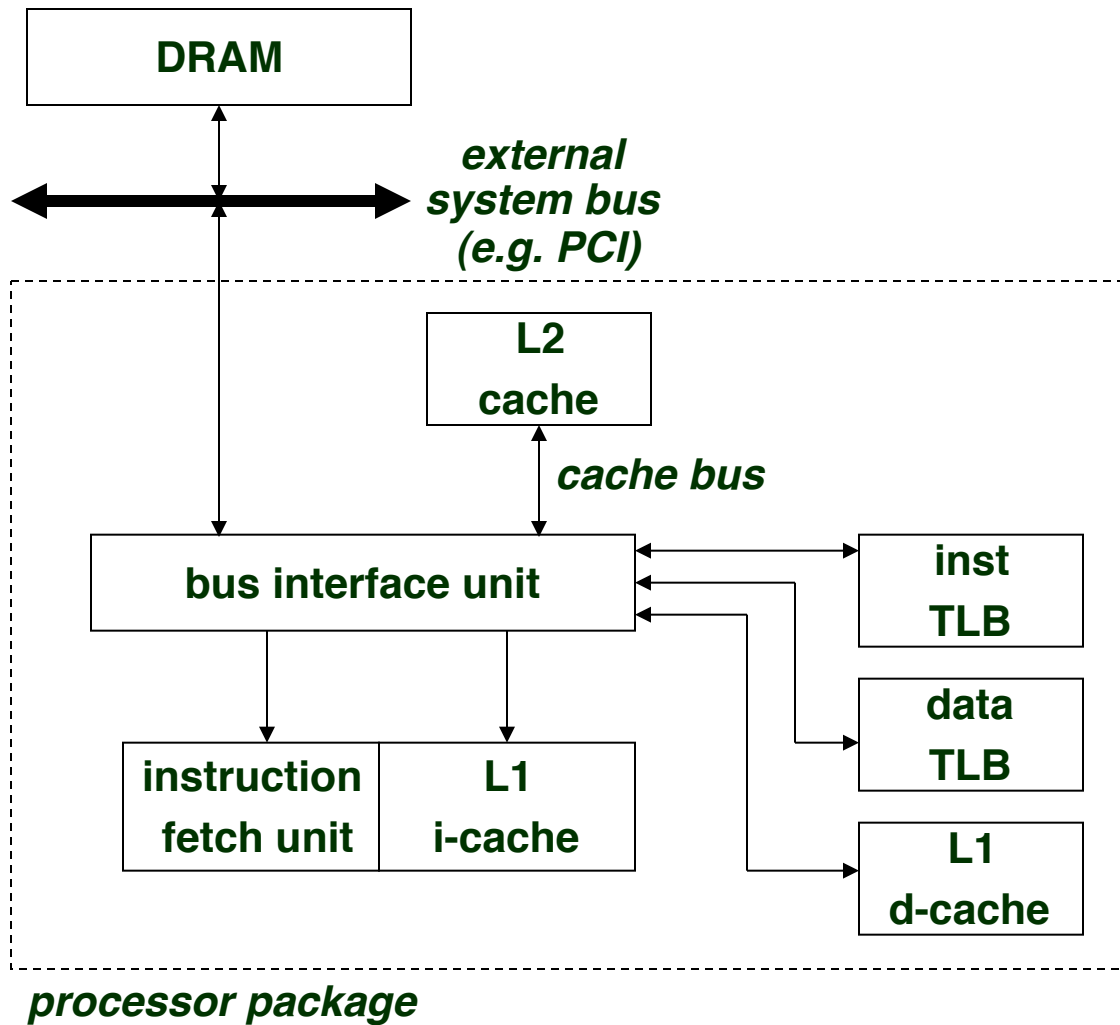 DRAM
external
system bus
(e.g. PCI)
L2
cache
cache bus
bus interface unit
inst
TLB
data
TLB
instruction
fetch unit
L1
i-cache
L1
d-cache
processor package